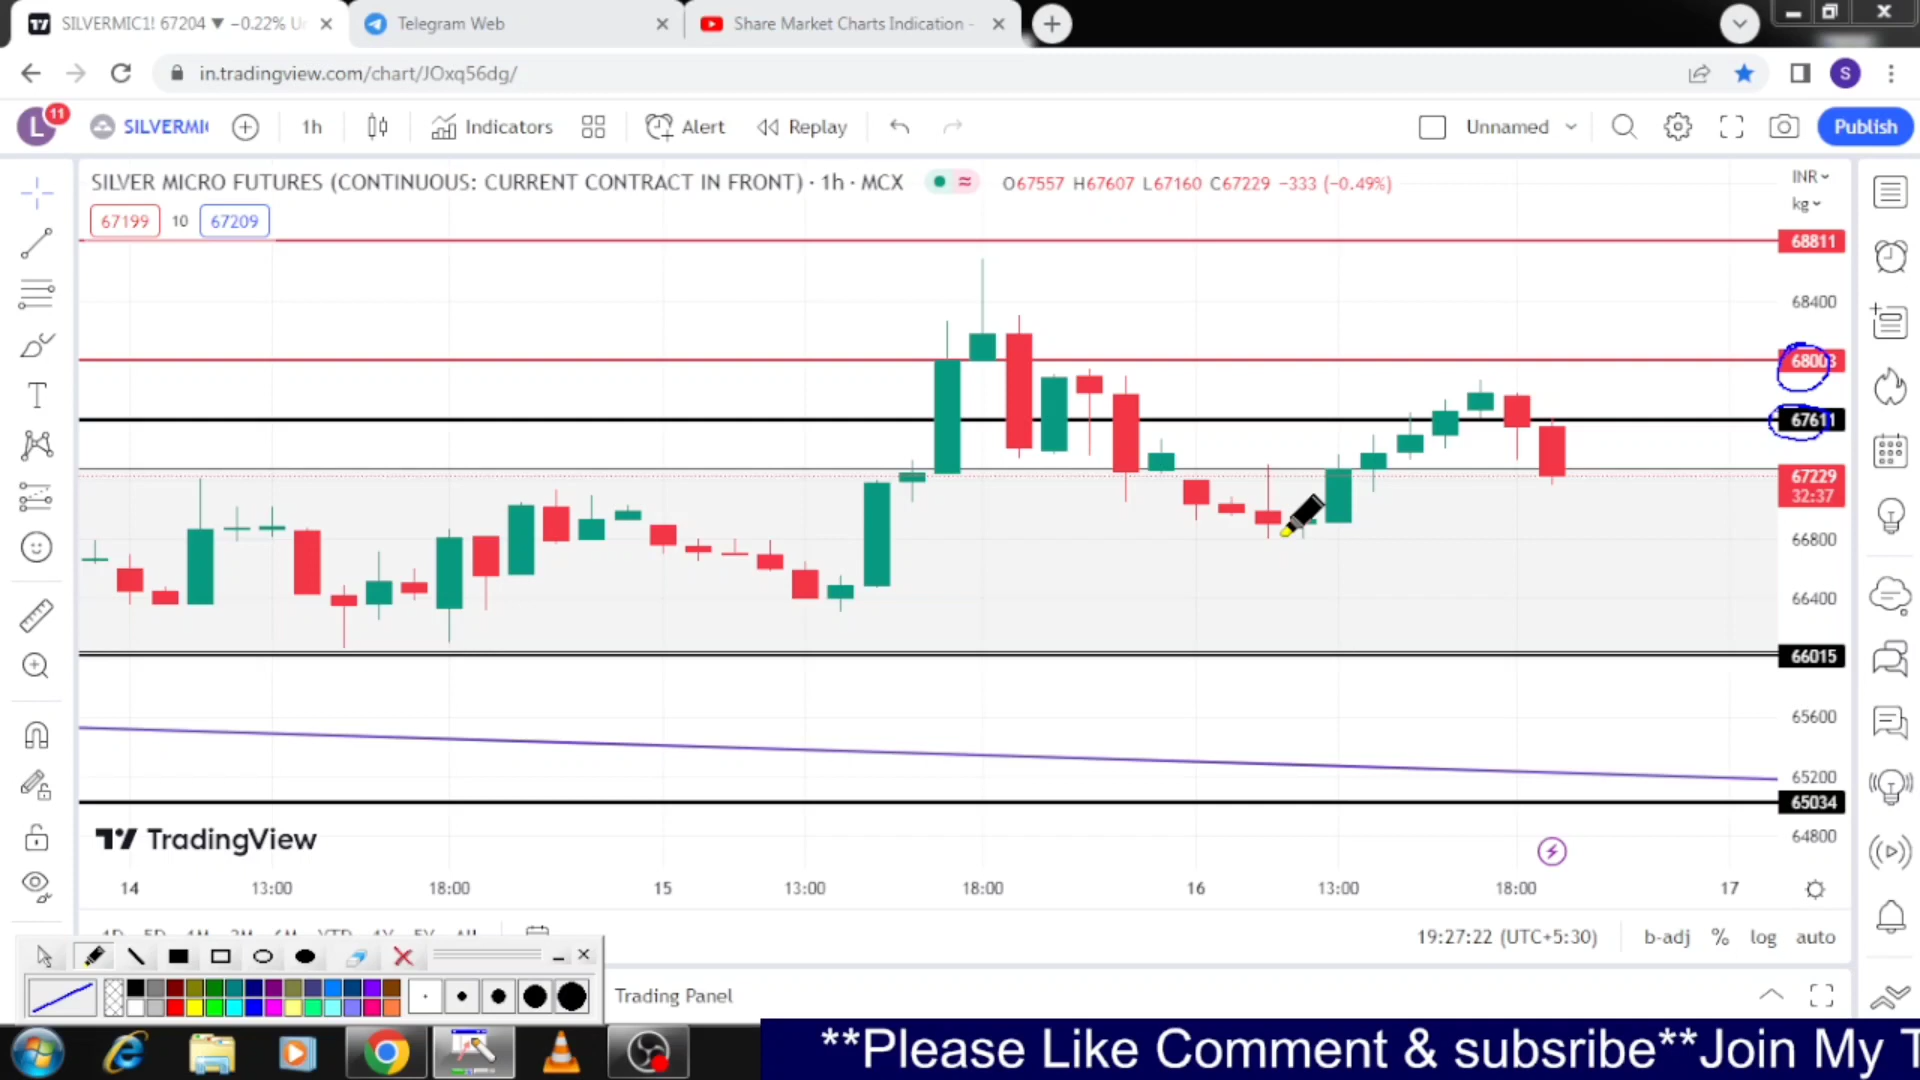 SILVERMIC1! 67204 ▼ −0.22% Ur
Telegram Web
Share Market Charts Indication -
in.tradingview.com/chart/JOxq56dg/
S
L
11
SILVERMI
1h
Indicators
Alert
Replay
Unnamed
Publish
SILVER MICRO FUTURES (CONTINUOUS: CURRENT CONTRACT IN FRONT) · 1h · MCX
O67557 H67607 L67160 C67229 −333 (−0.49%)
INR
kg
67199
10
67209
68811
68400
68003
67611
67229
32:37
66800
66400
66015
65600
65200
65034
64800
TradingView
14
13:00
18:00
15
13:00
18:00
16
13:00
18:00
17
19:27:22 (UTC+5:30)
b-adj
%
log
auto
Trading Panel
**Please Like Comment & subsribe**Join My T